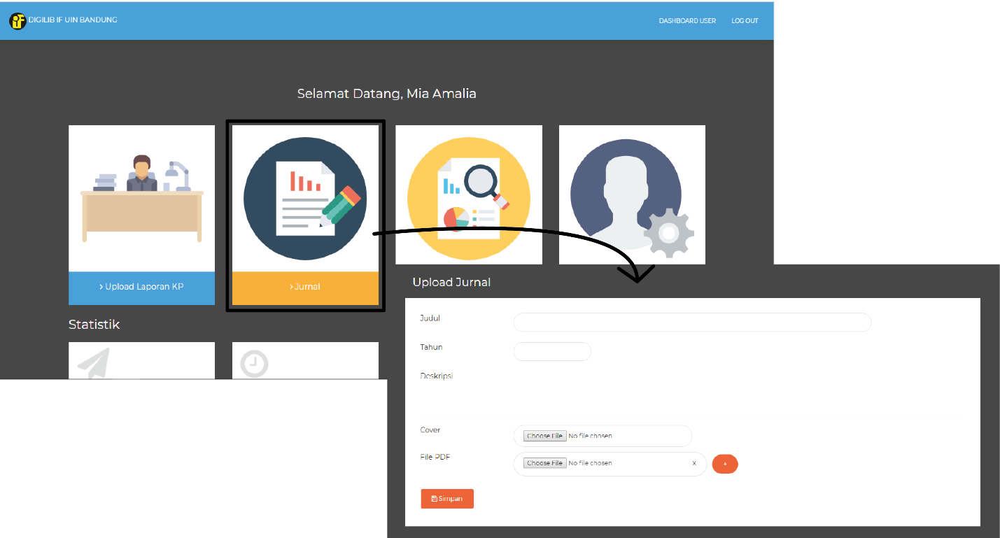 iF DIGILIB IF UIN BANDUNG
DASHBOARD USER LOG OUT
Selamat Datang, Mia Amalia
> Upload Laporan KP
> Jurnal
Statistik
Upload Jurnal
Judul
Tahun
Deskripsi
Cover
Choose File No file chosen
File PDF
Choose File No file chosen X +
Simpan